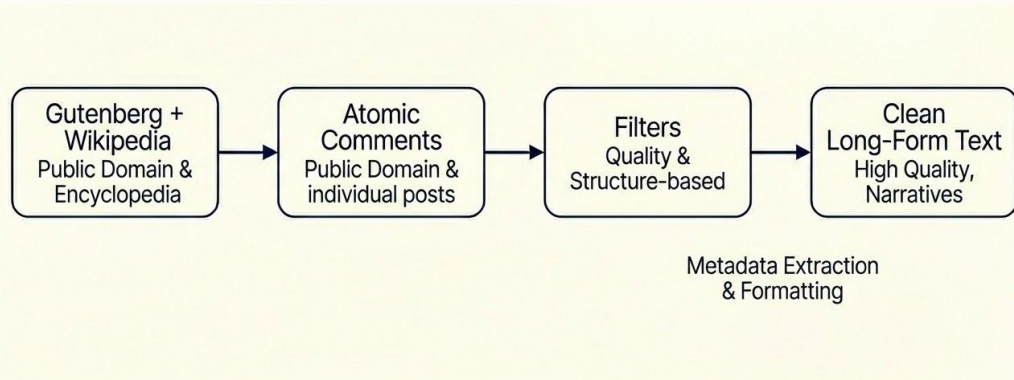 Gutenberg +
Wikipedia
Public Domain &
Encyclopedia
Atomic
Comments
Public Domain &
individual posts
Filters
Quality &
Structure-based
Clean
Long-Form Text
High Quality,
Narratives
Metadata Extraction
& Formatting